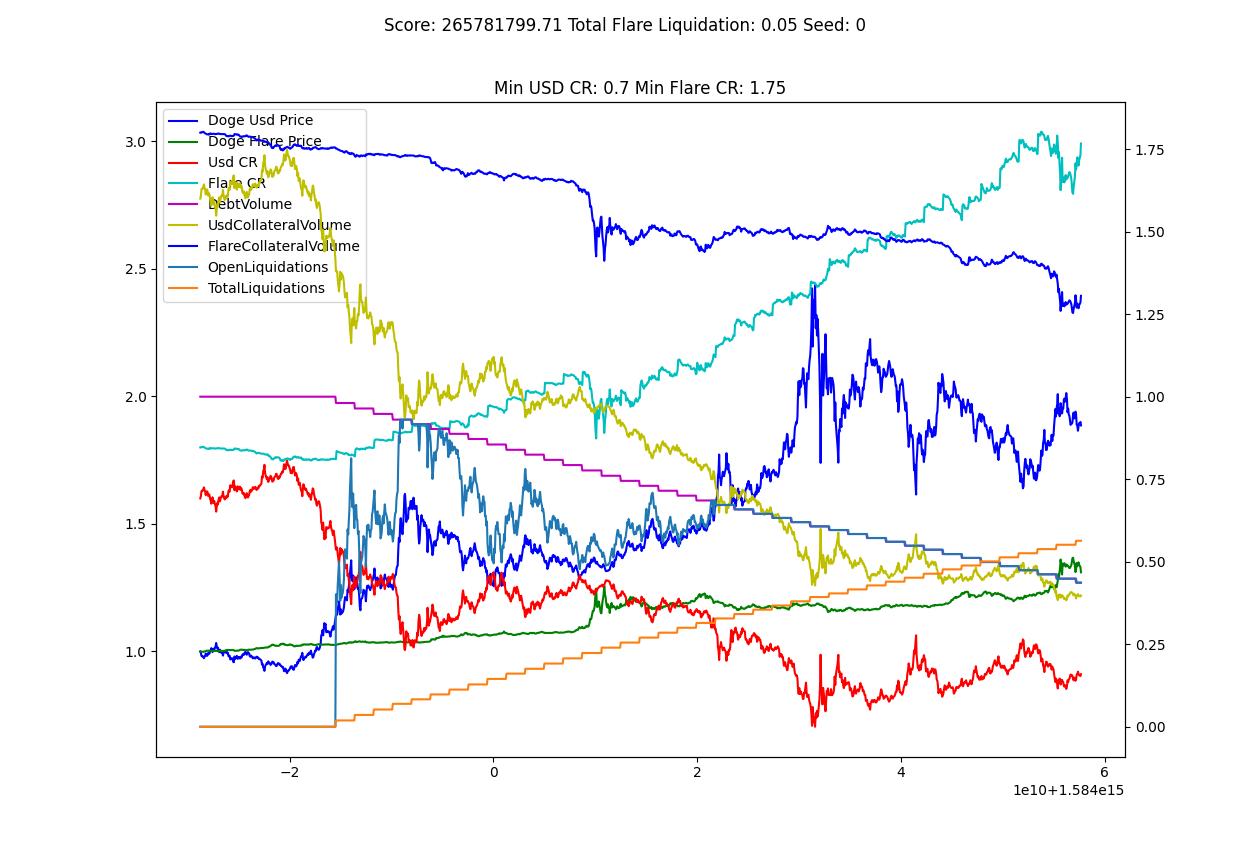 Score: 265781799.71 Total Flare Liquidation: 0.05 Seed: 0
Min USD CR: 0.7 Min Flare CR: 1.75
Doge Usd Price
Doge Flare Price
Usd CR
Flare CR
DebtVolume
UsdCollateralVolume
FlareCollateralVolume
OpenLiquidations
TotalLiquidations
3.0
2.5
2.0
1.5
1.0
1.75
1.50
1.25
1.00
0.75
0.50
0.25
0.00
−2 0 2 4 6
1e10+1.584e15